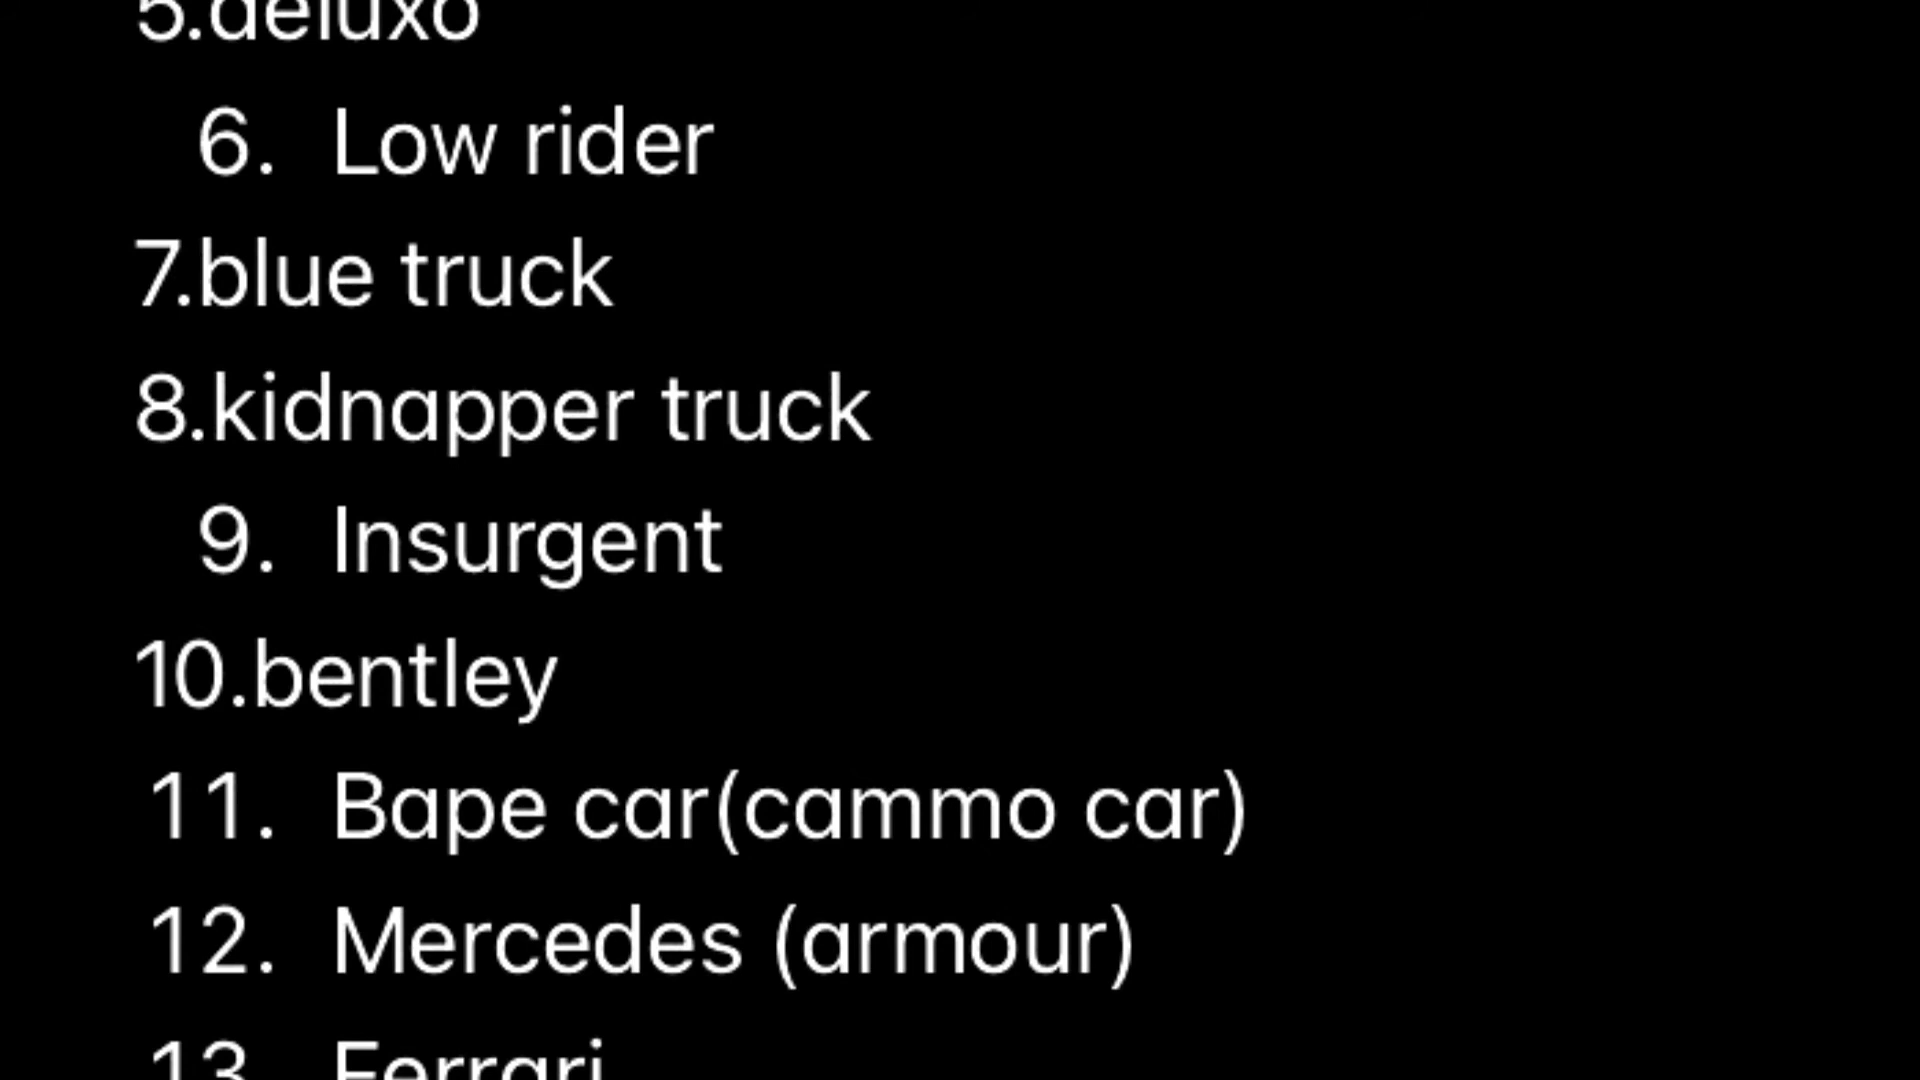 5.deluxo
6. Low rider
7.blue truck
8.kidnapper truck
9. Insurgent
10.bentley
11. Bape car(cammo car)
12. Mercedes (armour)
13. Ferrari